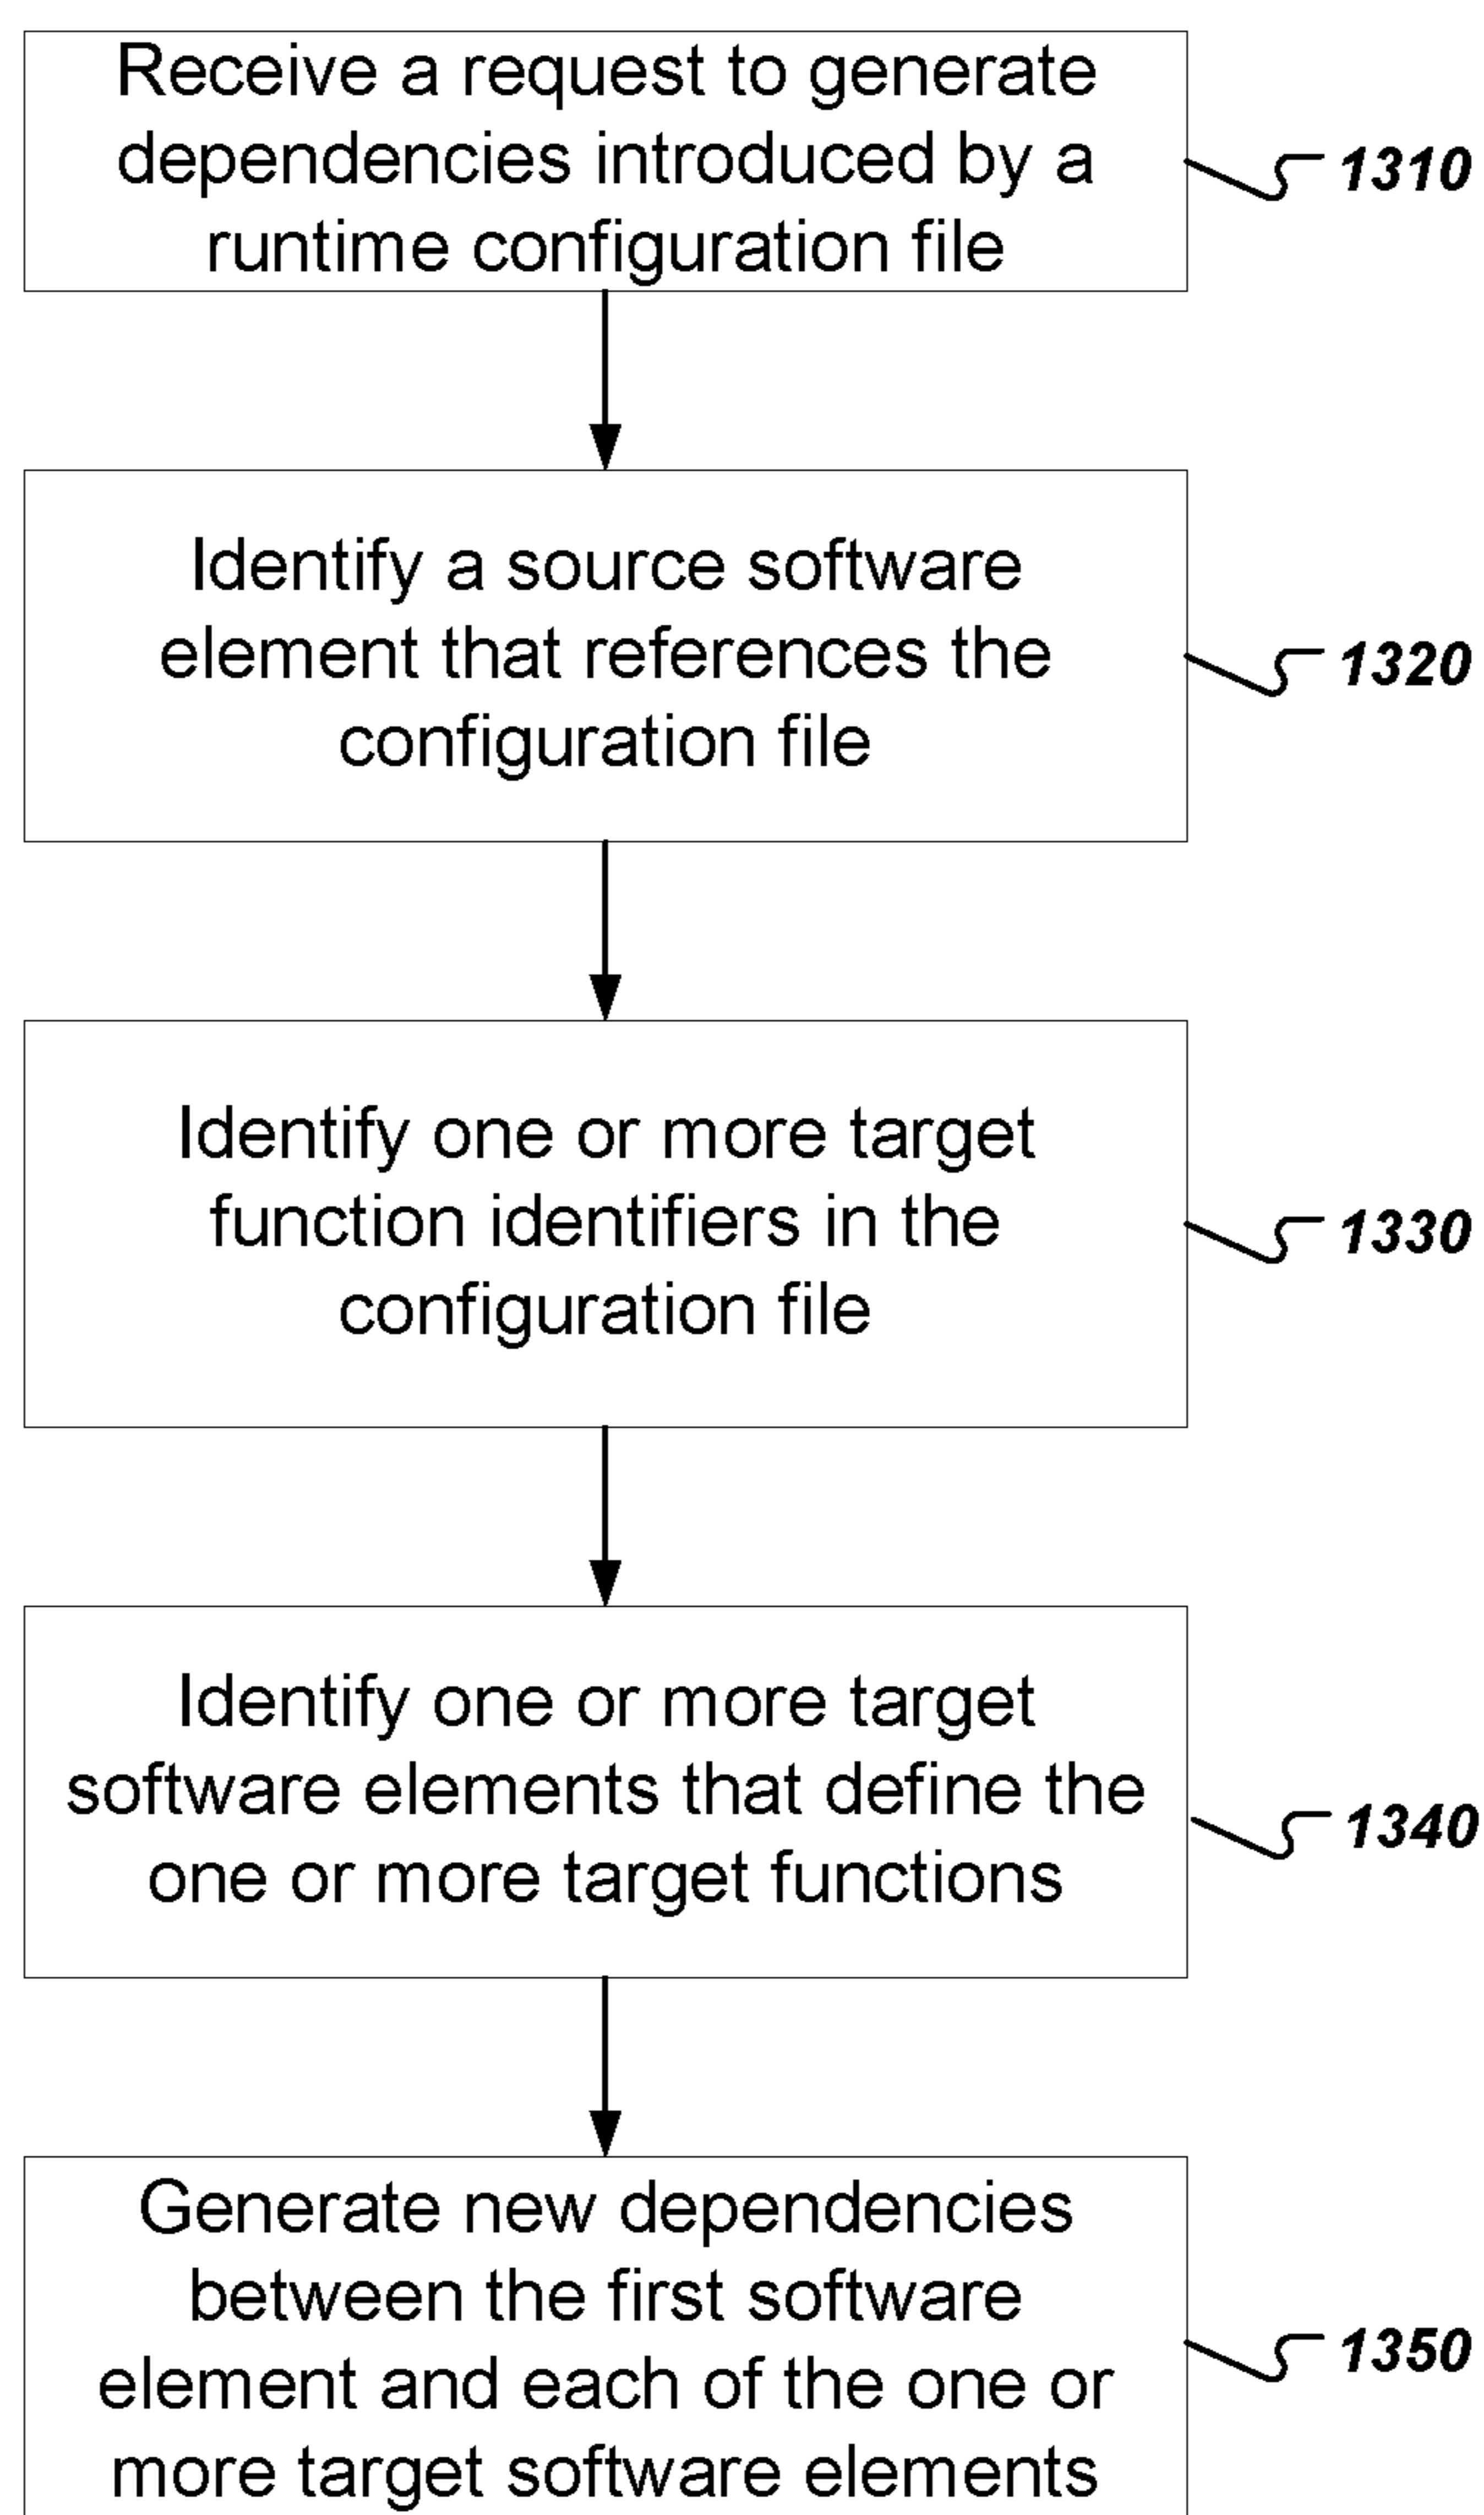 Receive a request to generate
dependencies introduced by a
runtime configuration file
1310
Identify a source software
element that references the
configuration file
1320
Identify one or more target
function identifiers in the
configuration file
1330
Identify one or more target
software elements that define the
one or more target functions
1340
Generate new dependencies
between the first software
element and each of the one or
more target software elements
1350